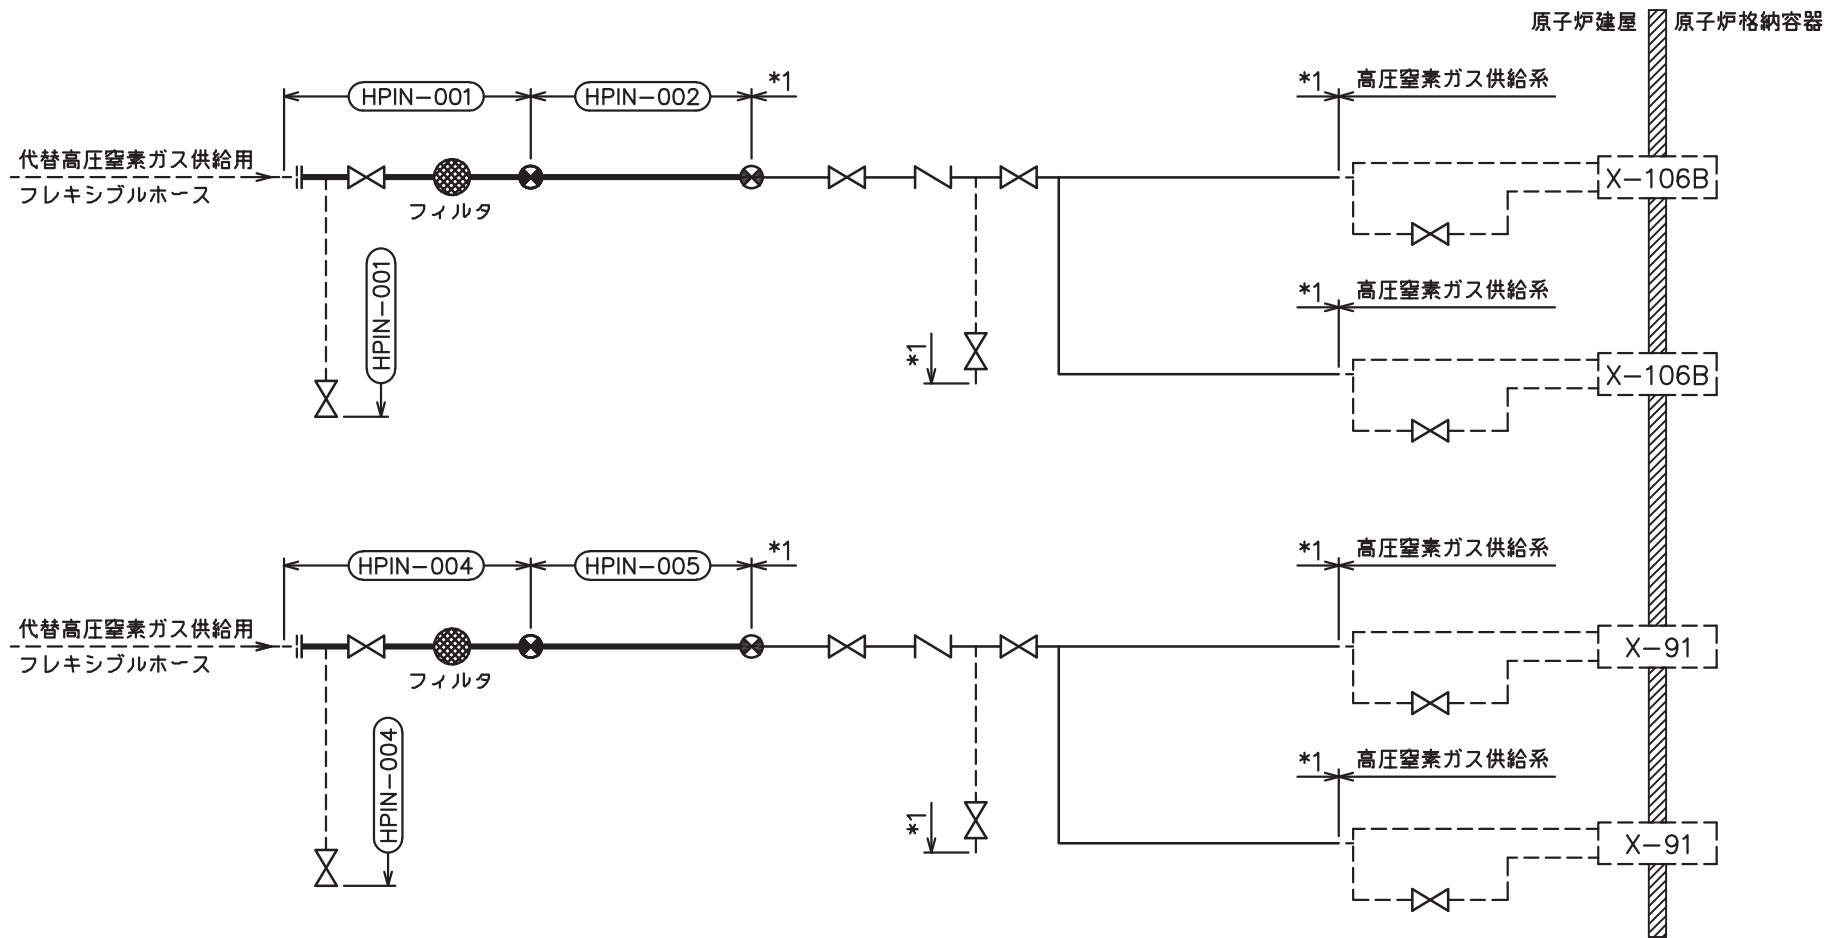 原子炉建屋
原子炉格納容器
HPIN-001
HPIN-002
*1
*1
高圧窒素ガス供給系
代替高圧窒素ガス供給用
フレキシブルホース
フィルタ
X-106B
HPIN-001
*1
*1
高圧窒素ガス供給系
X-106B
HPIN-004
HPIN-005
*1
*1
高圧窒素ガス供給系
代替高圧窒素ガス供給用
フレキシブルホース
フィルタ
X-91
HPIN-004
*1
*1
高圧窒素ガス供給系
X-91